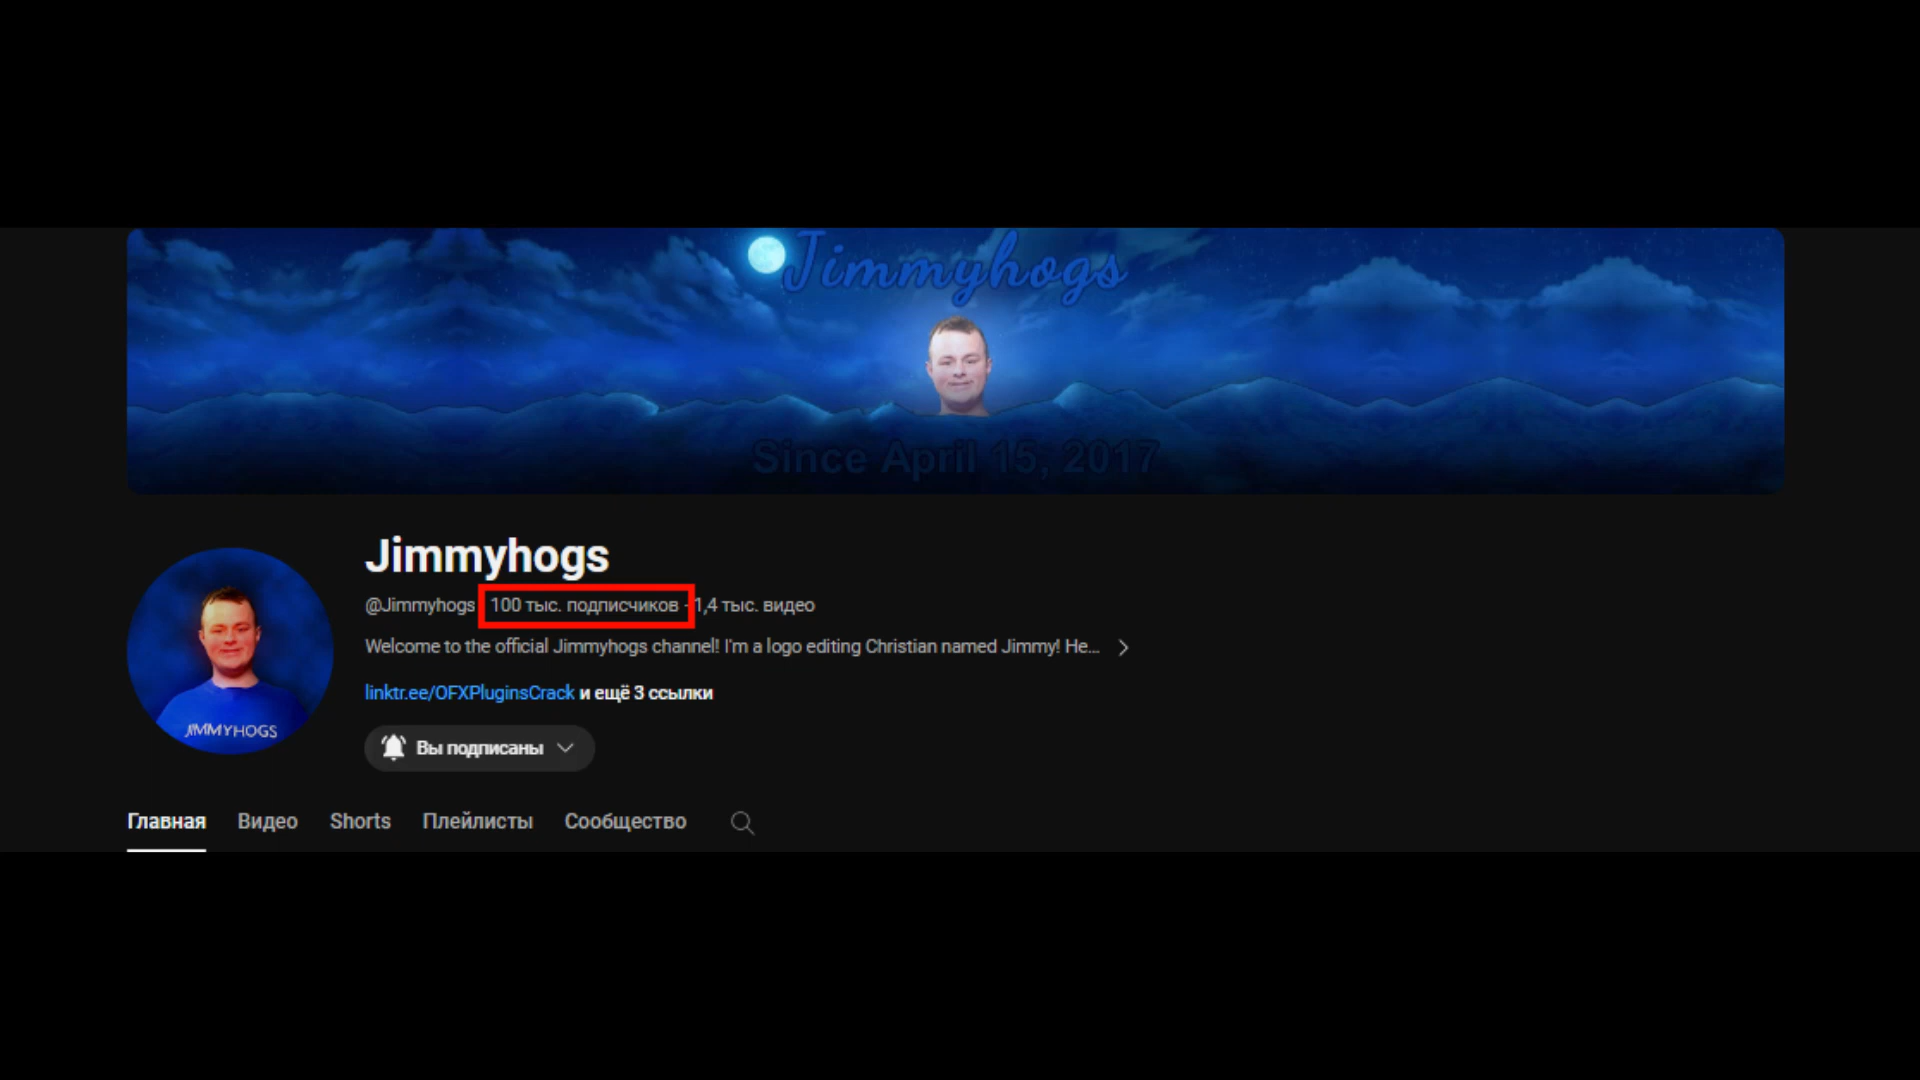 Jimmyhogs
Since April 15, 2017
Jimmyhogs
@Jimmyhogs 100 тыс. подписчиков · 1,4 тыс. видео
Welcome to the official Jimmyhogs channel! I'm a logo editing Christian named Jimmy! He...
linktr.ee/OFXPluginsCrack и ещё 3 ссылки
JIMMYHOGS
Вы подписаны
Главная Видео Shorts Плейлисты Сообщество